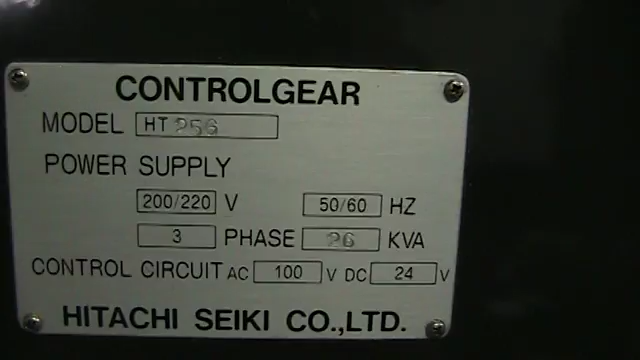 CONTROLGEAR
MODEL HT 256
POWER SUPPLY
200/220 V 50/60 HZ
3 PHASE 26 KVA
CONTROL CIRCUIT AC 100 V DC 24 V
HITACHI SEIKI CO.,LTD.